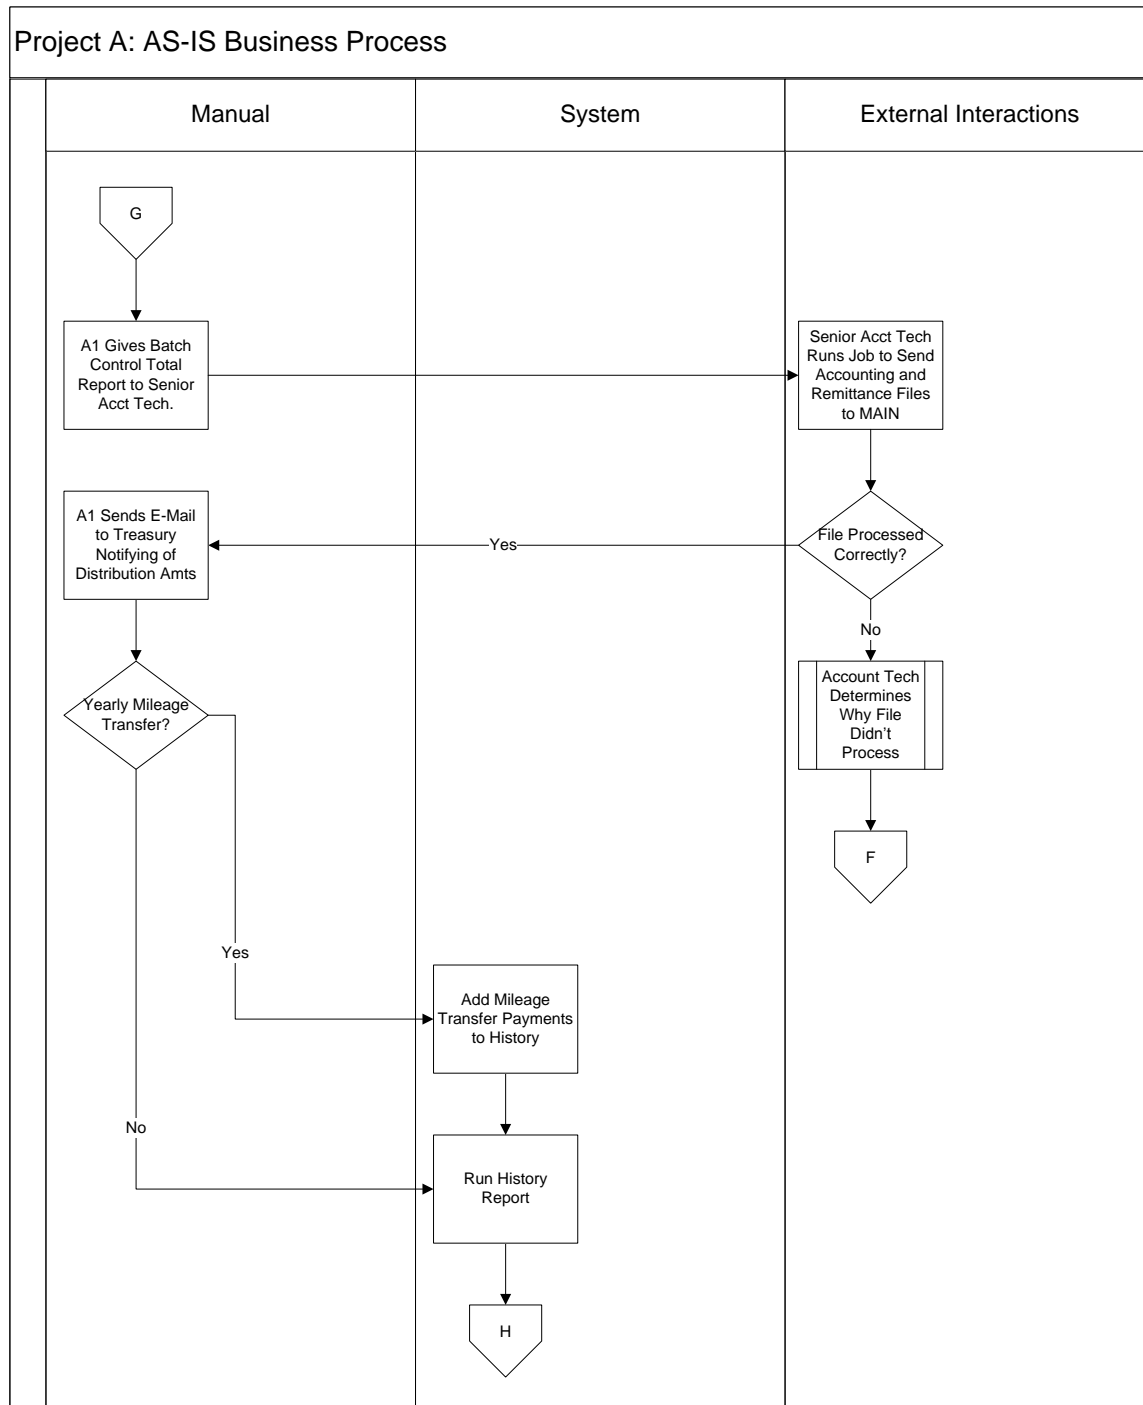 Project A: AS-IS Business Process
Manual
System
External Interactions
G
A1 Gives Batch
Control Total
Report to Senior
Acct Tech.
Senior Acct Tech
Runs Job to Send
Accounting and
Remittance Files
to MAIN
A1 Sends E-Mail
to Treasury
Notifying of
Distribution Amts
Yes
File Processed
Correctly?
No
Yearly Mileage
Transfer?
Account Tech
Determines
Why File
Didn't
Process
F
Yes
Add Mileage
Transfer Payments
to History
No
Run History
Report
H